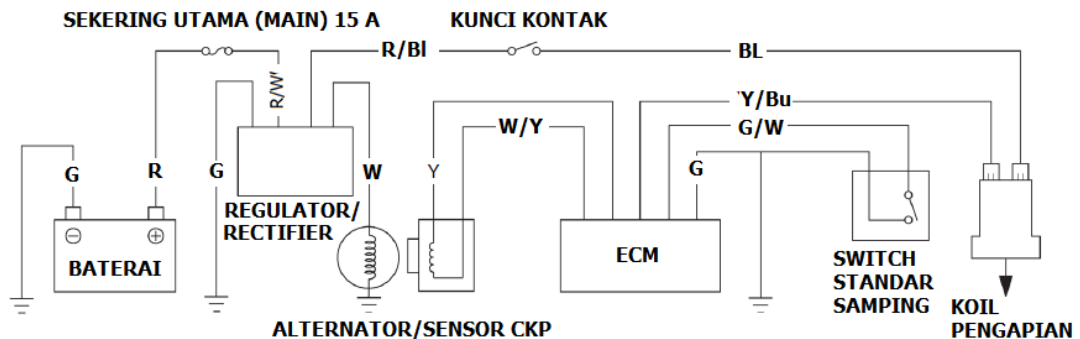 SEKERING UTAMA (MAIN) 15 A
KUNCI KONTAK
R/Bl
BL
R/W'
'Y/Bu
W/Y
G/W
G
R
G
W
Y
G
REGULATOR/
RECTIFIER
BATERAI
ECM
SWITCH
STANDAR
SAMPING
KOIL
PENGAPIAN
ALTERNATOR/SENSOR CKP